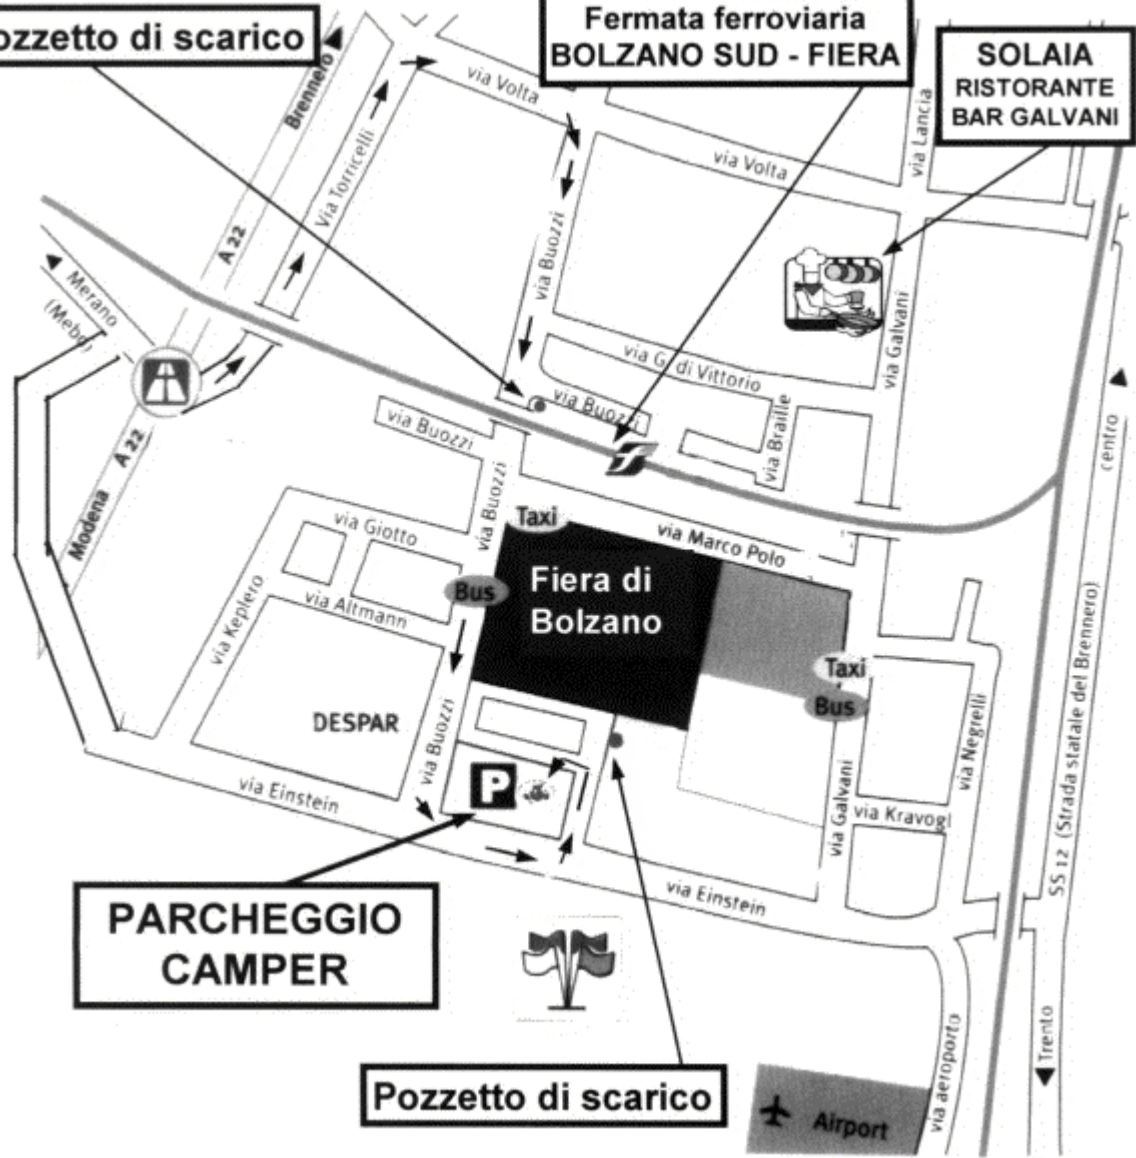 ozzetto di scarico
Fermata ferroviaria
BOLZANO SUD - FIERA
SOLAIA
RISTORANTE
BAR GALVANI
Brennero
A 22
Via Torricelli
via Volta
via Volta
via Lancia
via Buozzi
Merano
(Mebo)
via G. di Vittorio
via Galvani
via Buozzi
via Buozzi
via Braille
centro
A 22
Modena
via Buozzi
Taxi
via Marco Polo
via Giotto
Fiera di
Bolzano
Bus
via Altmann
via Keplero
Taxi
Bus
SS 12 (Strada statale del Brennero)
DESPAR
via Buozzi
via Negrelli
P
via Einstein
via Galvani
via Kravogl
via Einstein
PARCHEGGIO
CAMPER
Trento
via aeroporto
Pozzetto di scarico
Airport